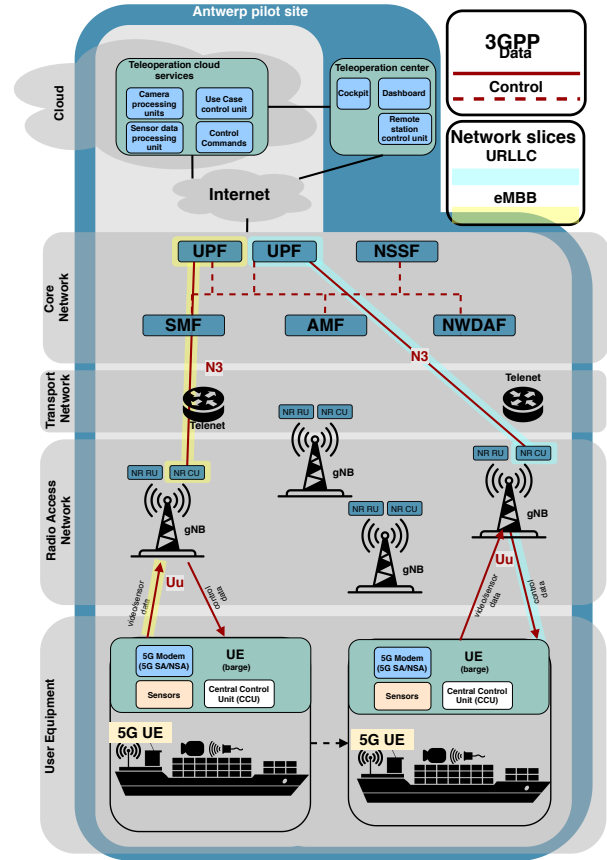 Antwerp pilot site
3GPP
Data
Control
Network slices
URLLC
eMBB
Cloud
Teleoperation cloud
services
Camera
processing
units
Use Case
control unit
Sensor data
processing
unit
Control
Commands
Teleoperation center
Cockpit
Dashboard
Remote
station
control unit
Internet
Core
Network
UPF
UPF
NSSF
SMF
AMF
NWDAF
N3
N3
Transport
Network
Telenet
Telenet
Radio Access
Network
NR RU
NR CU
gNB
NR RU
NR CU
gNB
NR RU
NR CU
gNB
NR RU
NR CU
gNB
Uu
video/sensor
data
data
control
Uu
video/sensor
data
data
control
User Equipment
5G Modem
(5G SA/NSA)
UE
(barge)
Sensors
Central Control
Unit (CCU)
5G UE
5G Modem
(5G SA/NSA)
UE
(barge)
Sensors
Central Control
Unit (CCU)
5G UE